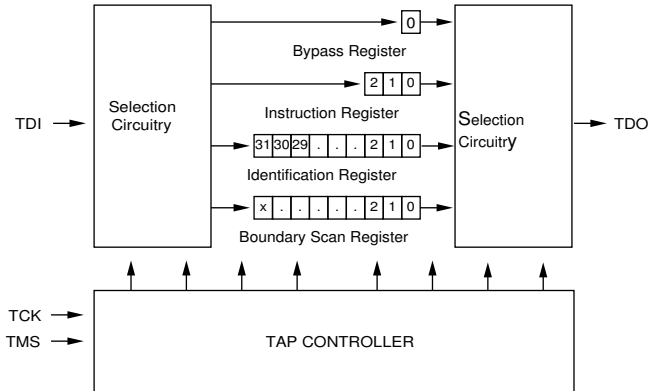 0
Bypass Register
2 1 0
Selection
Circuitry
Instruction Register
Selection
Circuitry
TDI
TDO
31 30 29 . . . 2 1 0
Identification Register
x . . . . . 2 1 0
Boundary Scan Register
TCK
TMS
TAP CONTROLLER